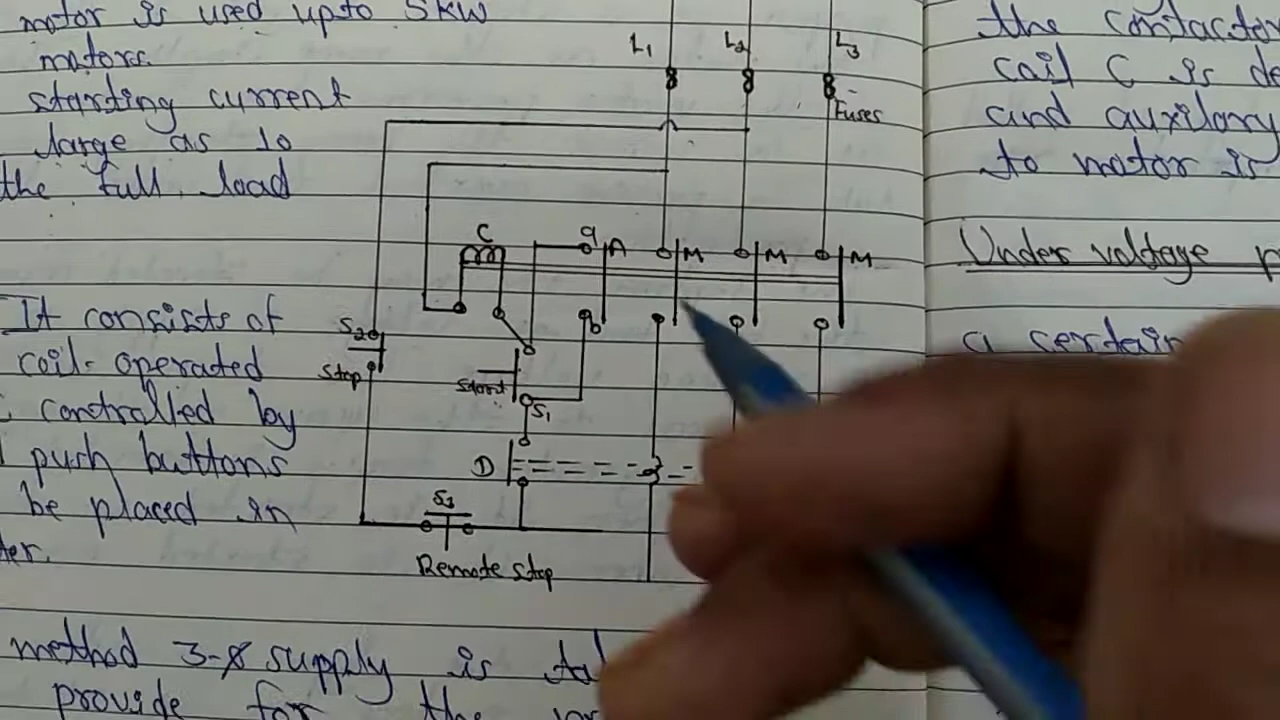 motor is used upto 5KW
motors.
starting current
large as 10
the full load
It consists of
coil-operated
controlled by
push buttons
be placed in
L1 L2 L3
Fuses
C a A M M M
b
S2
Stop
Start
S1
D
S3
Remote stop
method 3-φ supply is
provide for the
the contactor
coil C is de
and auxilory
to motor is
Under voltage
a certain